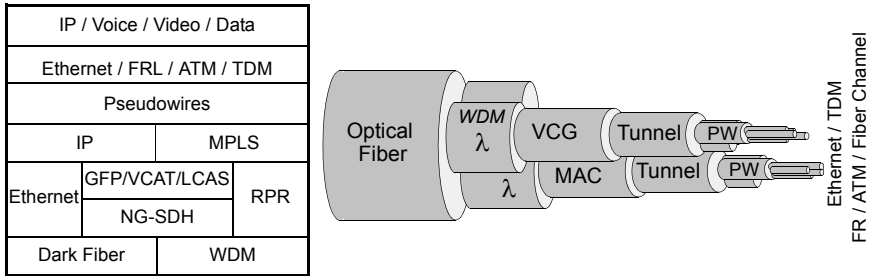 IP / Voice / Video / Data
Ethernet / FRL / ATM / TDM
Pseudowires
IP
MPLS
Ethernet
GFP/VCAT/LCAS
NG-SDH
RPR
Dark Fiber
WDM
Optical
Fiber
WDM
λ
VCG
Tunnel
PW
λ
MAC
Tunnel
PW
Ethernet / TDM
FR / ATM / Fiber Channel